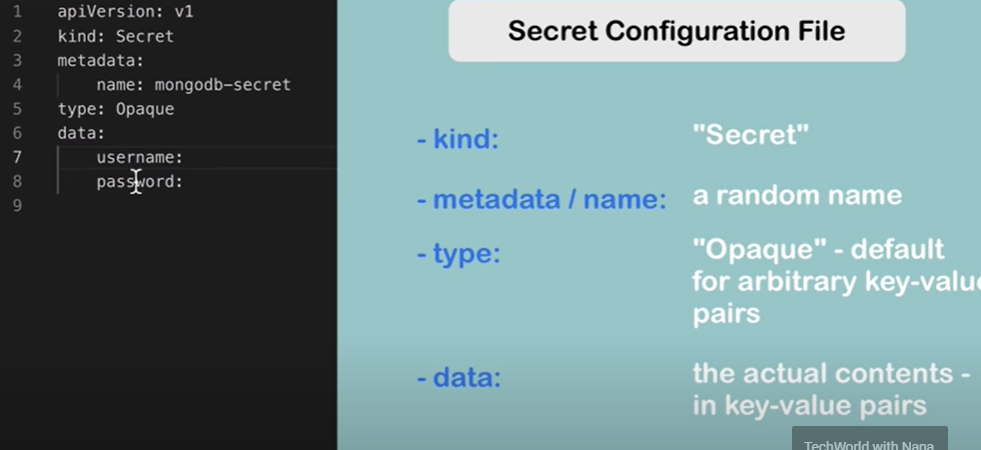 1 apiVersion: v1
2 kind: Secret
3 metadata:
4 name: mongodb-secret
5 type: Opaque
6 data:
7 username:
8 password:
9
Secret Configuration File
- kind: "Secret"
- metadata / name: a random name
- type: "Opaque" - default
for arbitrary key-value
pairs
- data: the actual contents -
in key-value pairs
TechWorld with Nana